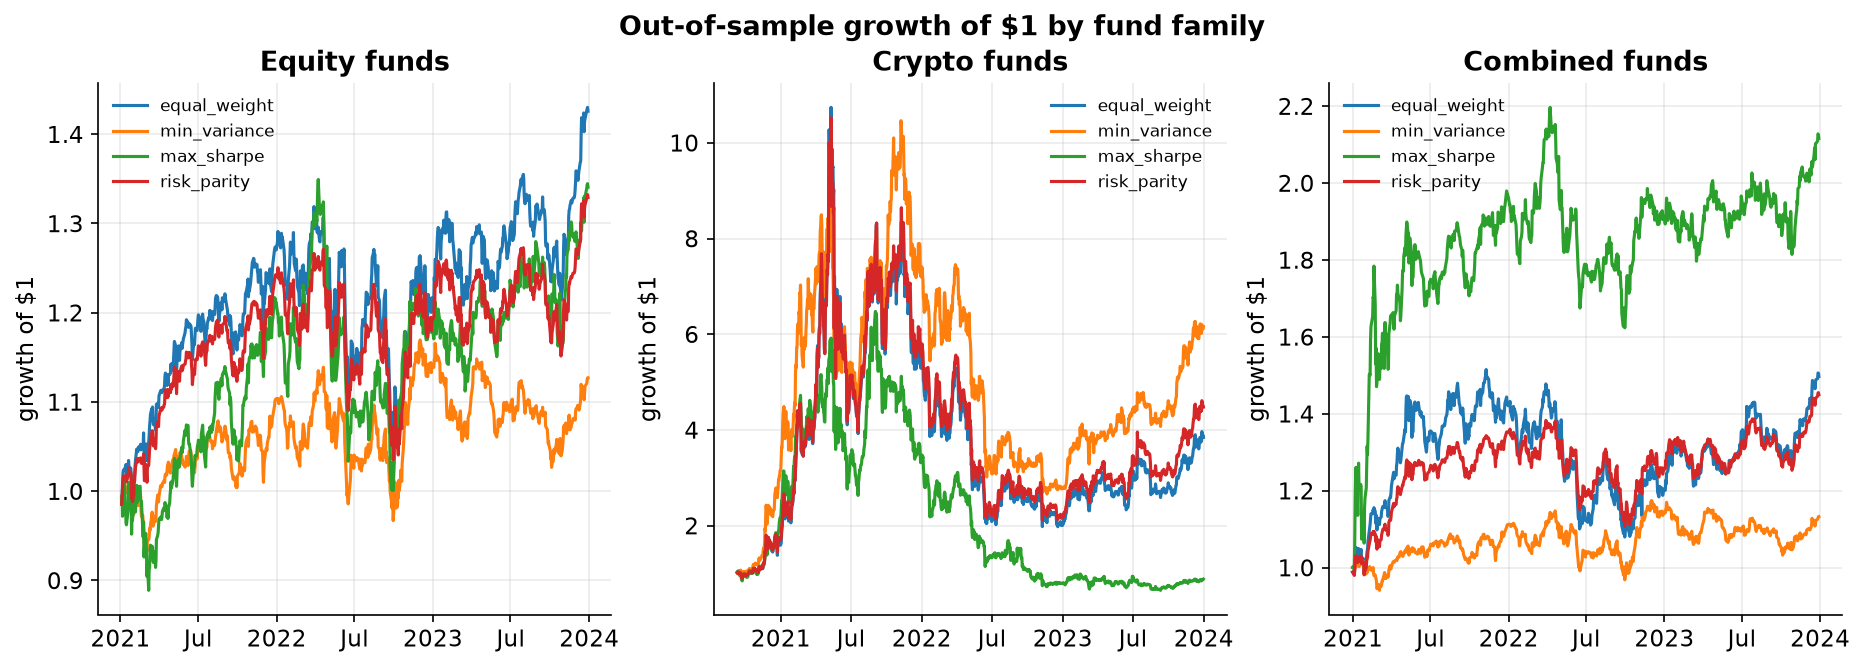 Out-of-sample growth of $1 by fund family
Equity funds
growth of $1
1.4
1.3
1.2
1.1
1.0
0.9
equal_weight
min_variance
max_sharpe
risk_parity
2021 Jul 2022 Jul 2023 Jul 2024
Crypto funds
growth of $1
10
8
6
4
2
equal_weight
min_variance
max_sharpe
risk_parity
2021 Jul 2022 Jul 2023 Jul 2024
Combined funds
growth of $1
2.2
2.0
1.8
1.6
1.4
1.2
1.0
equal_weight
min_variance
max_sharpe
risk_parity
2021 Jul 2022 Jul 2023 Jul 2024